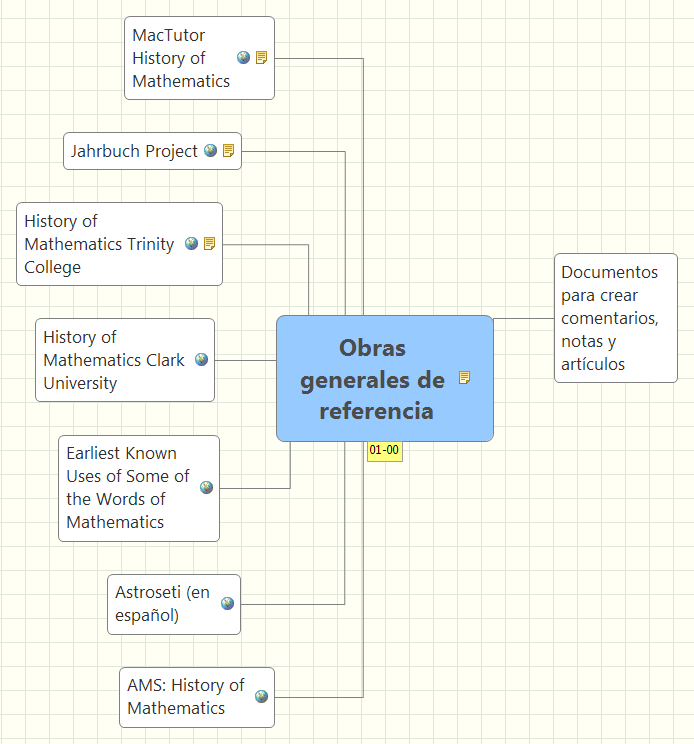 MacTutor
History of
Mathematics
Jahrbuch Project
History of
Mathematics Trinity
College
History of
Mathematics Clark
University
Earliest Known
Uses of Some of
the Words of
Mathematics
Astroseti (en
español)
AMS: History of
Mathematics
Obras
generales de
referencia
01-00
Documentos
para crear
comentarios,
notas y
artículos